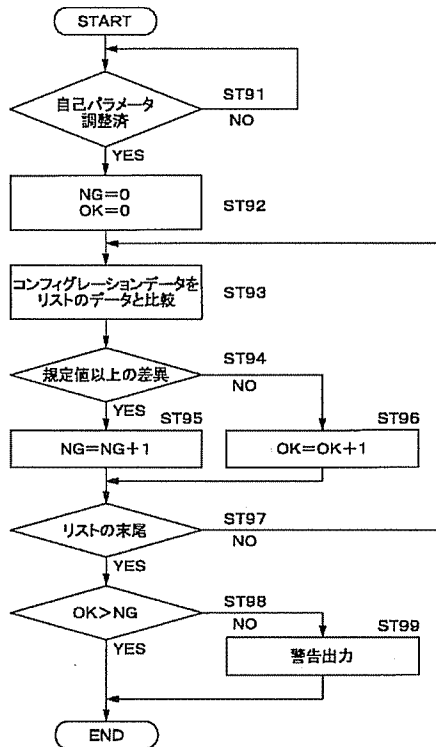 START
自己パラメータ
調整済
ST91
NO
YES
NG=0
OK=0
ST92
コンフィグレーションデータを
リストのデータと比較
ST93
規定値以上の差異
ST94
NO
YES
ST95
NG=NG+1
ST96
OK=OK+1
リストの末尾
ST97
NO
YES
OK>NG
ST98
NO
YES
ST99
警告出力
END